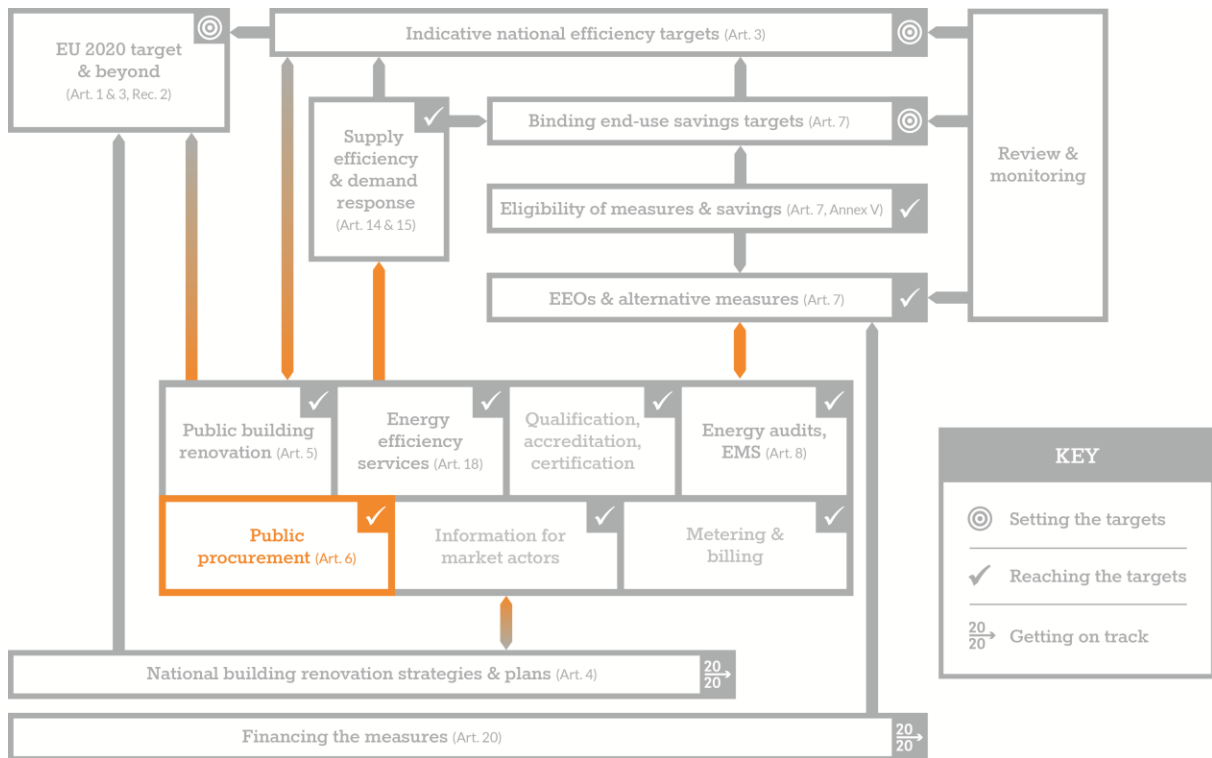 EU 2020 target
& beyond
(Art. 1 & 3, Rec. 2)
Indicative national efficiency targets (Art. 3)
Supply
efficiency
& demand
response
(Art. 14 & 15)
Binding end-use savings targets (Art. 7)
Review &
monitoring
Eligibility of measures & savings (Art. 7, Annex V)
EEOs & alternative measures (Art. 7)
Public building
renovation (Art. 5)
Energy
efficiency
services (Art. 18)
Qualification,
accreditation,
certification
Energy audits,
EMS (Art. 8)
Public
procurement (Art. 6)
Information for
market actors
Metering &
billing
National building renovation strategies & plans (Art. 4)
20
20
Financing the measures (Art. 20)
20
20
KEY
Setting the targets
Reaching the targets
20
20
Getting on track